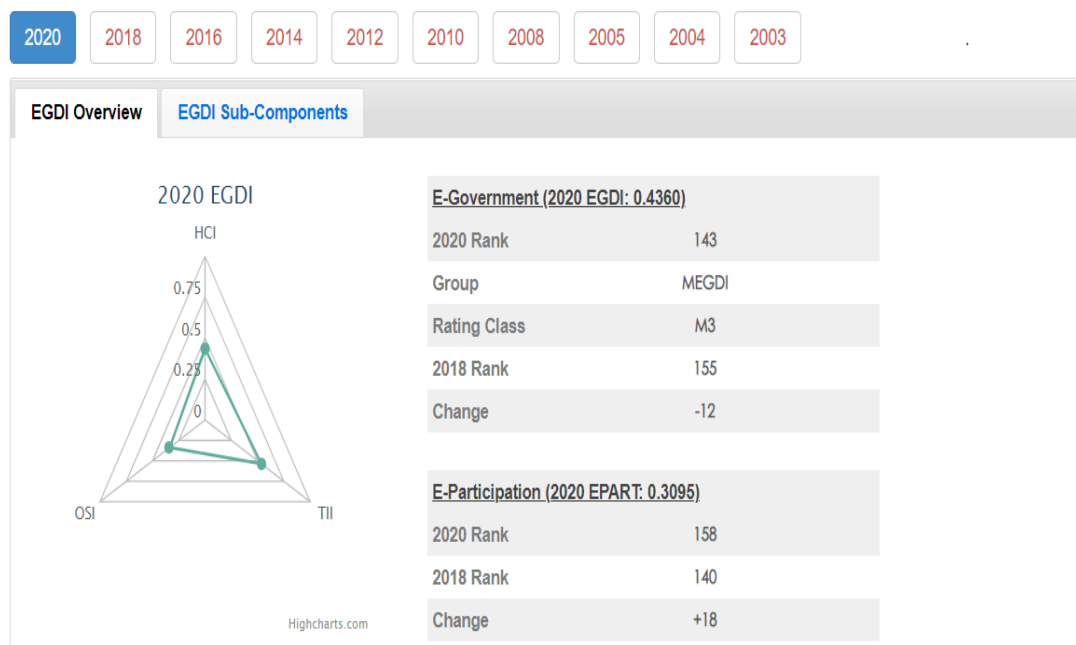 2020 2018 2016 2014 2012 2010 2008 2005 2004 2003
.
EGDI Overview EGDI Sub-Components
2020 EGDI
HCI
0.75
0.5
0.25
0
OSI
TII
Highcharts.com
E-Government (2020 EGDI: 0.4360)
2020 Rank 143
Group MEGDI
Rating Class M3
2018 Rank 155
Change -12
E-Participation (2020 EPART: 0.3095)
2020 Rank 158
2018 Rank 140
Change +18